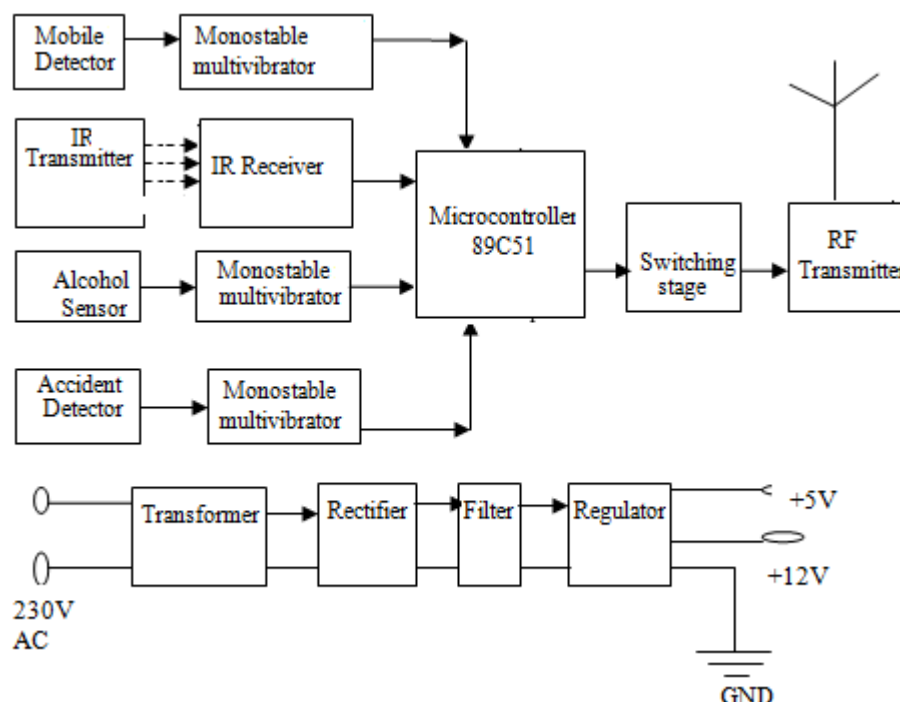 Mobile
Detector
Monostable
multivibrator
IR
Transmitter
IR Receiver
Microcontroller
89C51
Switching
stage
RF
Transmitter
Alcohol
Sensor
Monostable
multivibrator
Accident
Detector
Monostable
multivibrator
Transformer
Rectifier
Filter
Regulator
+5V
+12V
230V
AC
GND